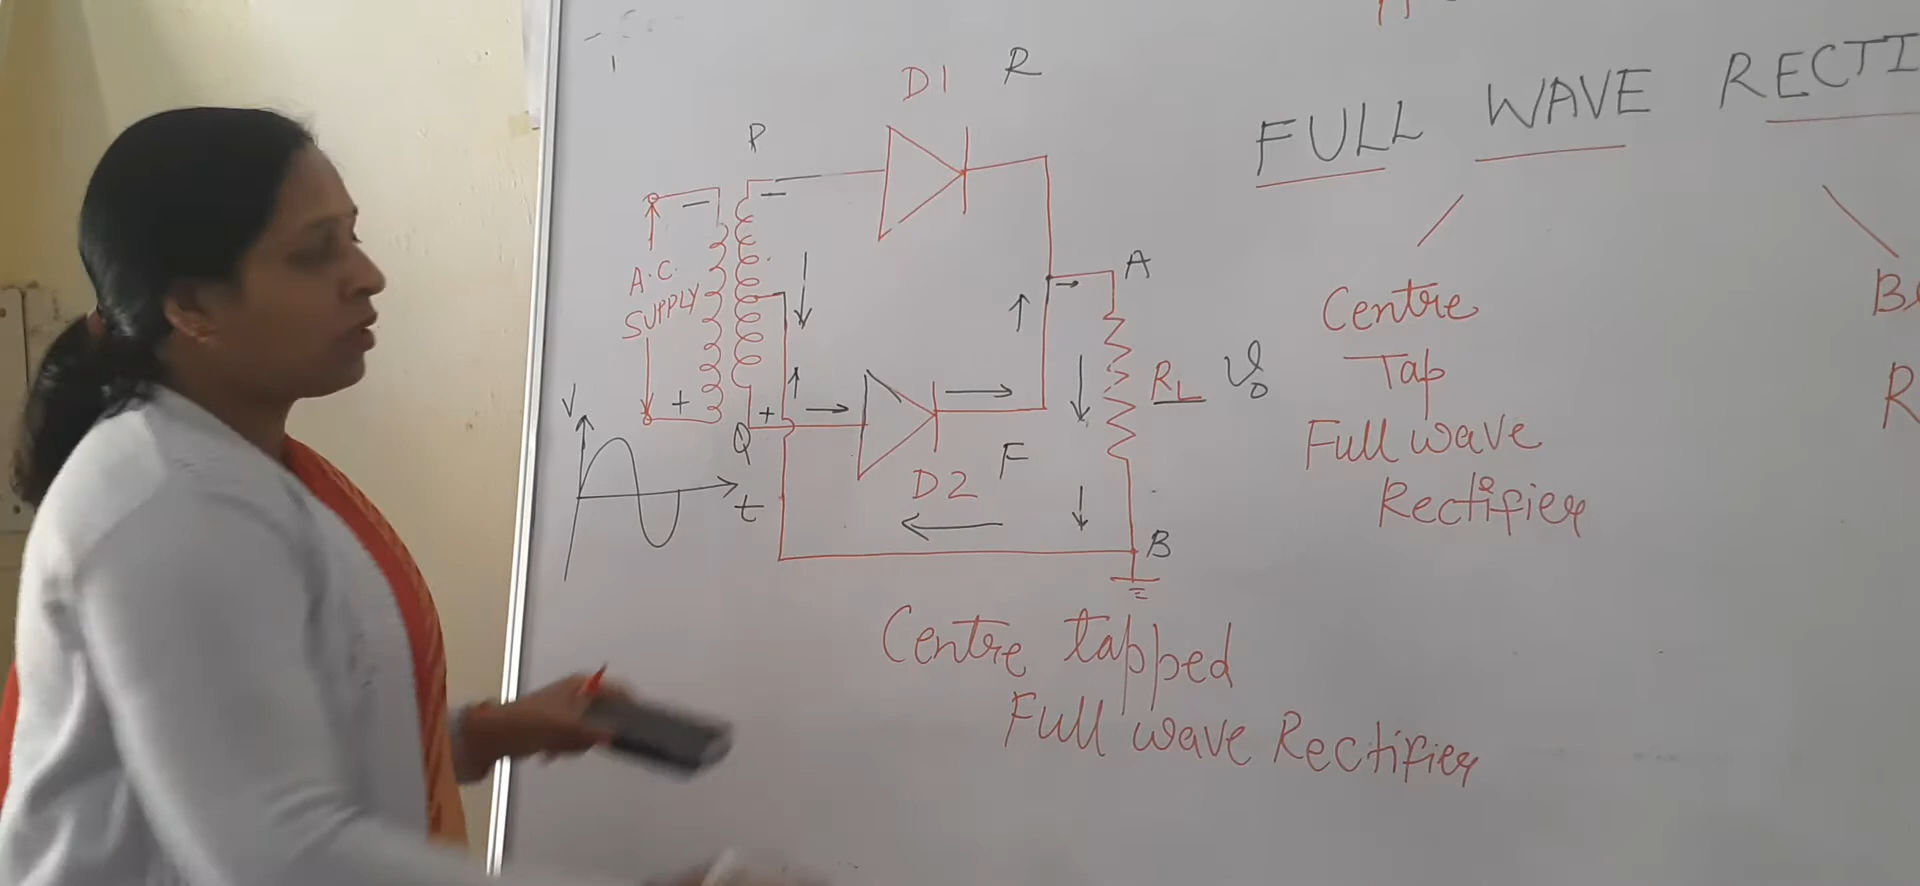 FULL WAVE RECTI
D1 R
P
A.C.
SUPPLY
A
RL Vo
Q
D2 F
B
V
t
Centre
Tap
Full wave
Rectifier
R
Centre tapped
Full wave Rectifier